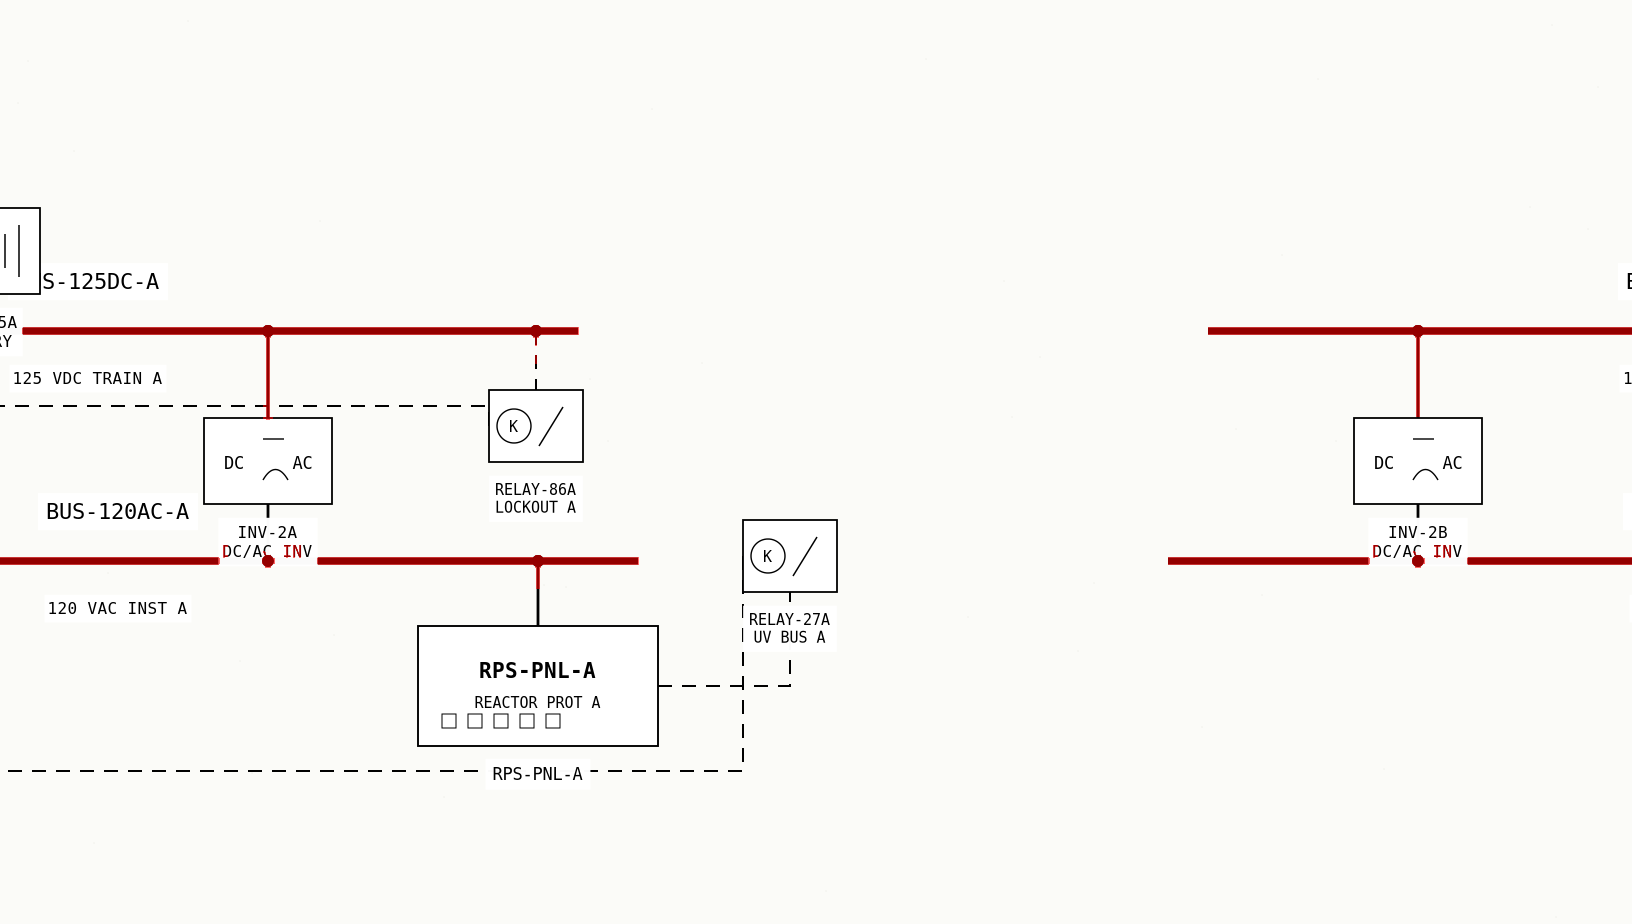 S-125DC-A
5A
RY
125 VDC TRAIN A
K
DC AC
RELAY-86A
LOCKOUT A
BUS-120AC-A
INV-2A
DC/AC INV
120 VAC INST A
K
RELAY-27A
UV BUS A
RPS-PNL-A
REACTOR PROT A
RPS-PNL-A
1
DC AC
INV-2B
DC/AC INV